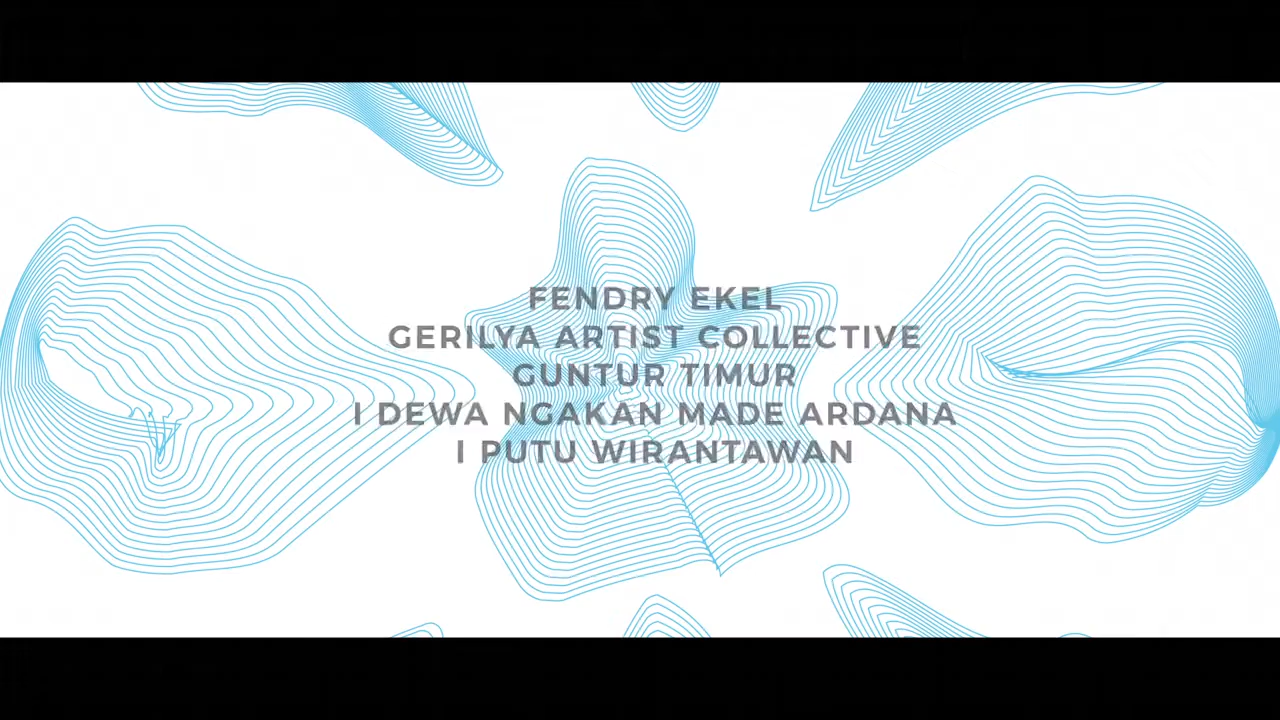 FENDRY EKEL
GERILYA ARTIST COLLECTIVE
GUNTUR TIMUR
I DEWA NGAKAN MADE ARDANA
I PUTU WIRANTAWAN